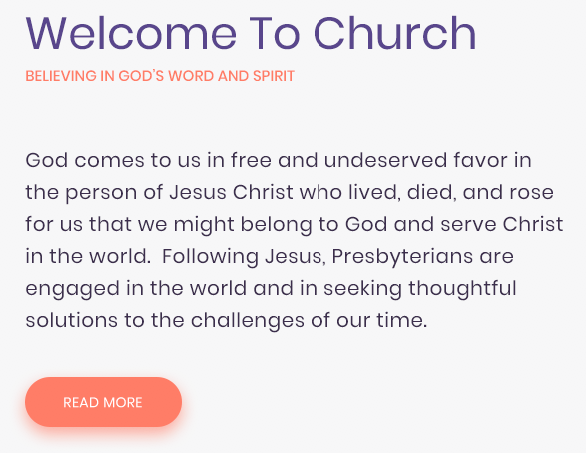 Welcome To Church
BELIEVING IN GOD'S WORD AND SPIRIT
God comes to us in free and undeserved favor in
the person of Jesus Christ who lived, died, and rose
for us that we might belong to God and serve Christ
in the world.  Following Jesus, Presbyterians are
engaged in the world and in seeking thoughtful
solutions to the challenges of our time.
READ MORE